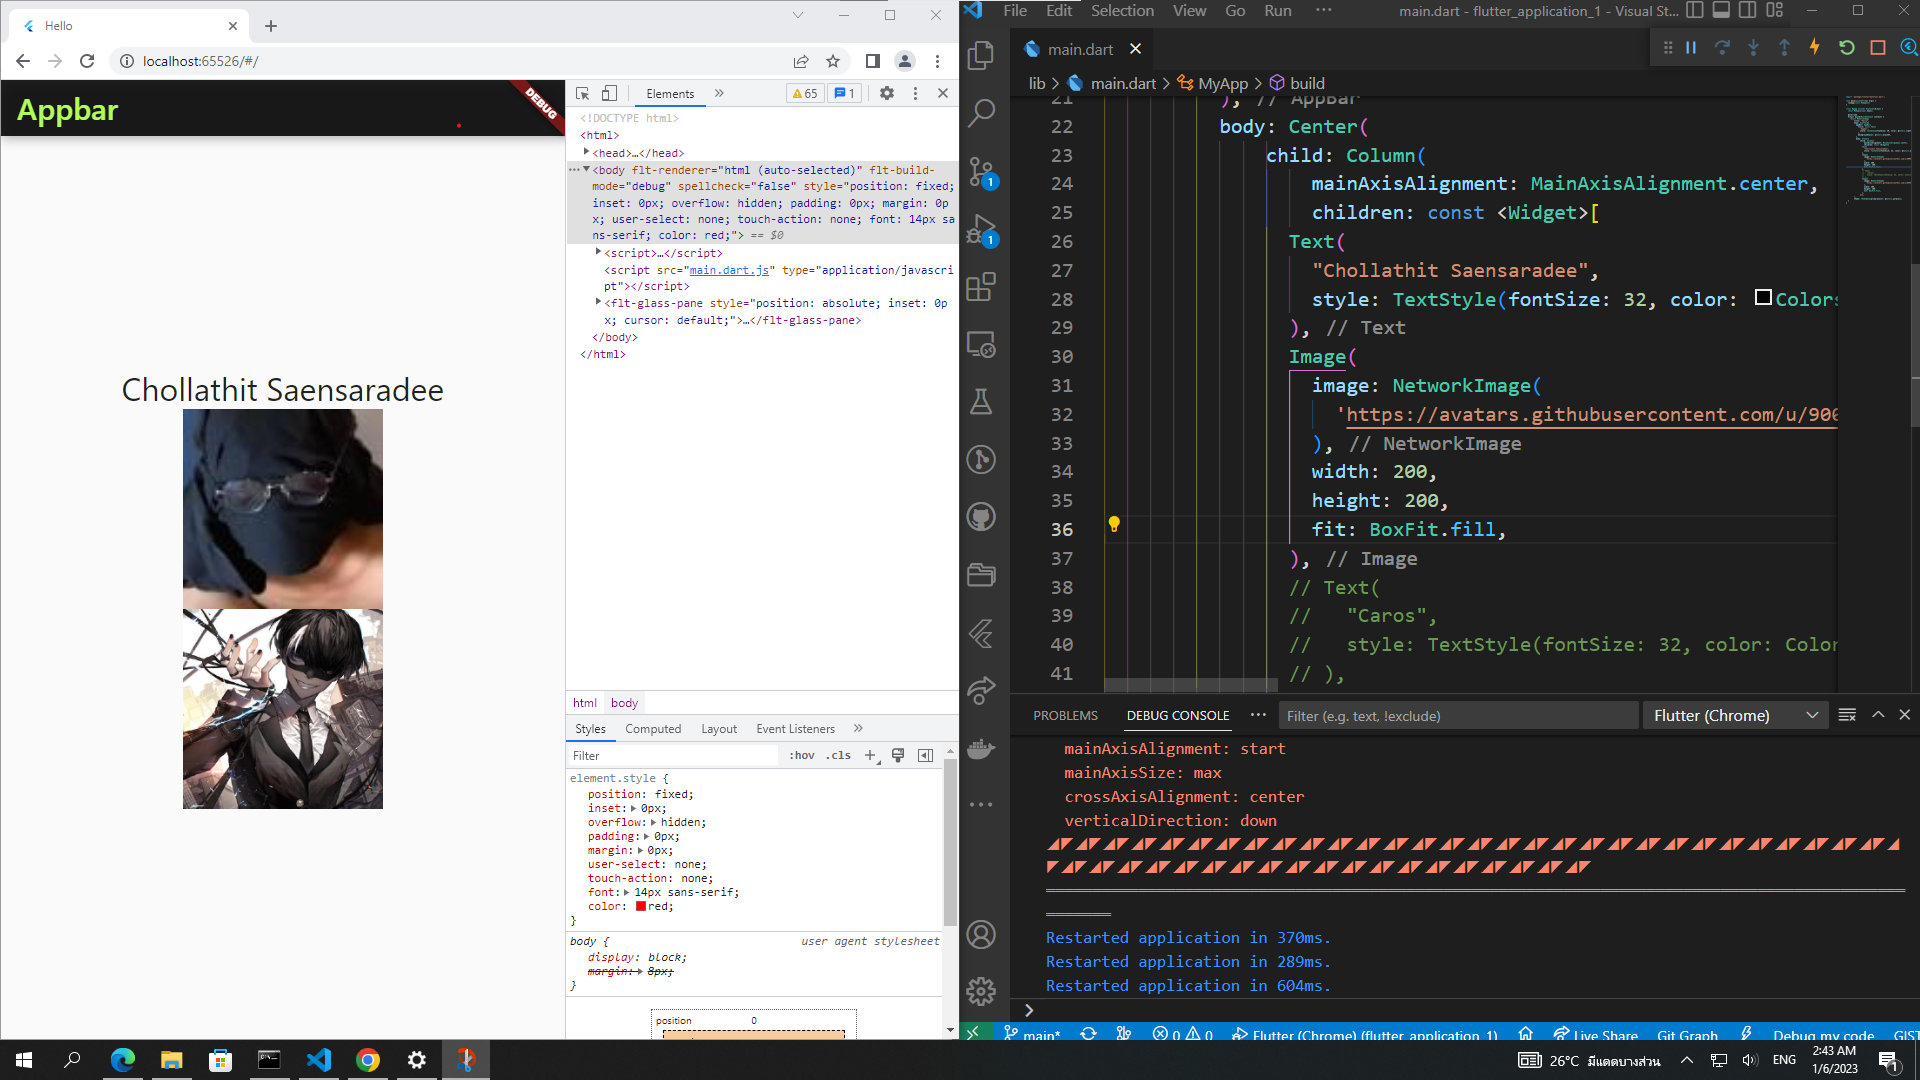 Hello
localhost:65526/#/
Appbar
DEBUG
Chollathit Saensaradee
Elements
65
1
<!DOCTYPE html>
<html>
<head>…</head>
<body flt-renderer="html (auto-selected)" flt-build-
mode="debug" spellcheck="false" style="position: fixed;
inset: 0px; overflow: hidden; padding: 0px; margin: 0p
x; user-select: none; touch-action: none; font: 14px sa
ns-serif; color: red;"> == $0
<script>…</script>
<script src="main.dart.js" type="application/javascri
pt"></script>
<flt-glass-pane style="position: absolute; inset: 0p
x; cursor: default;">…</flt-glass-pane>
</body>
</html>
html body
Styles Computed Layout Event Listeners
Filter :hov .cls
element.style {
position: fixed;
inset: 0px;
overflow: hidden;
padding: 0px;
margin: 0px;
user-select: none;
touch-action: none;
font: 14px sans-serif;
color: red;
}
body { user agent stylesheet
display: block;
margin: 8px;
}
position 0
File Edit Selection View Go Run ··· main.dart - flutter_application_1 - Visual St...
main.dart
lib > main.dart > MyApp > build
21 ), // AppBar
22 body: Center(
23 child: Column(
24 mainAxisAlignment: MainAxisAlignment.center,
25 children: const <Widget>[
26 Text(
27 "Chollathit Saensaradee",
28 style: TextStyle(fontSize: 32, color: Colors
29 ), // Text
30 Image(
31 image: NetworkImage(
32 'https://avatars.githubusercontent.com/u/900
33 ), // NetworkImage
34 width: 200,
35 height: 200,
36 fit: BoxFit.fill,
37 ), // Image
38 // Text(
39 // "Caros",
40 // style: TextStyle(fontSize: 32, color: Color
41 // ),
1
1
PROBLEMS DEBUG CONSOLE ··· Filter (e.g. text, !exclude) Flutter (Chrome)
mainAxisAlignment: start
mainAxisSize: max
crossAxisAlignment: center
verticalDirection: down
Restarted application in 370ms.
Restarted application in 289ms.
Restarted application in 604ms.
main* 0 0 Flutter (Chrome) (flutter_application_1) Live Share Git Graph Debug my code GIST
26°C มีแดดบางส่วน ENG 2:43 AM
1/6/2023
1